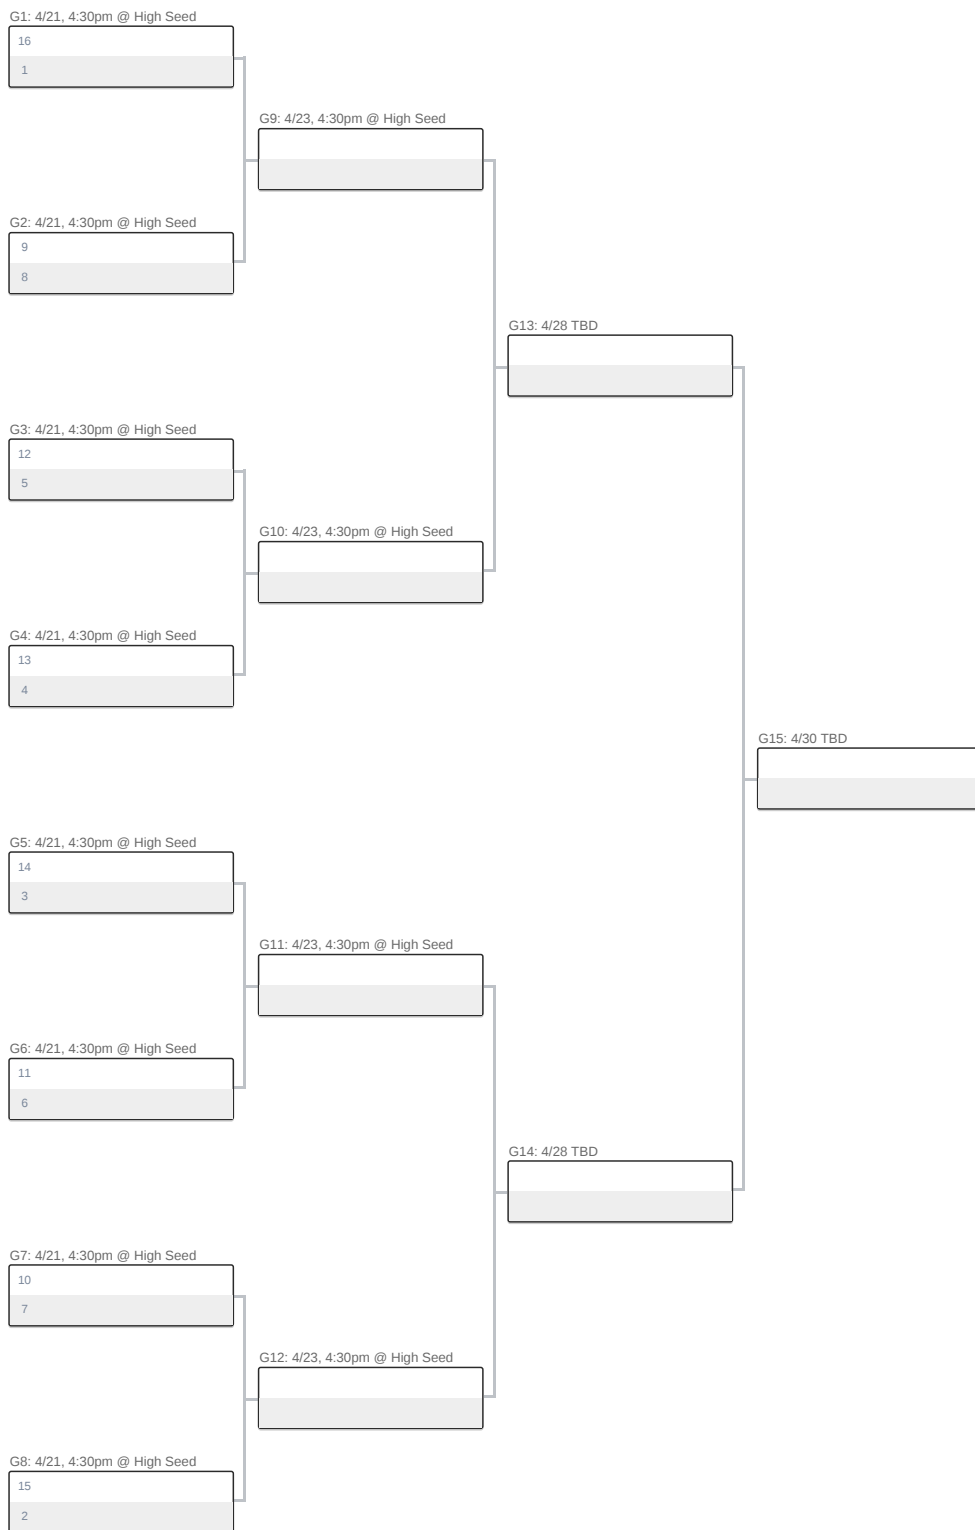 G1: 4/21, 4:30pm @ High Seed
16
1
G9: 4/23, 4:30pm @ High Seed
G2: 4/21, 4:30pm @ High Seed
9
8
G13: 4/28 TBD
G3: 4/21, 4:30pm @ High Seed
12
5
G10: 4/23, 4:30pm @ High Seed
G4: 4/21, 4:30pm @ High Seed
13
4
G15: 4/30 TBD
G5: 4/21, 4:30pm @ High Seed
14
3
G11: 4/23, 4:30pm @ High Seed
G6: 4/21, 4:30pm @ High Seed
11
6
G14: 4/28 TBD
G7: 4/21, 4:30pm @ High Seed
10
7
G12: 4/23, 4:30pm @ High Seed
G8: 4/21, 4:30pm @ High Seed
15
2